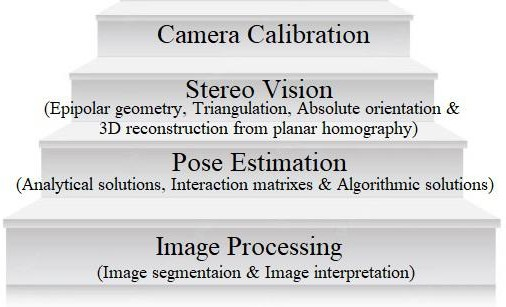 Camera Calibration
Stereo Vision
(Epipolar geometry, Triangulation, Absolute orientation &
3D reconstruction from planar homography)
Pose Estimation
(Analytical solutions, Interaction matrixes & Algorithmic solutions)
Image Processing
(Image segmentaion & Image interpretation)